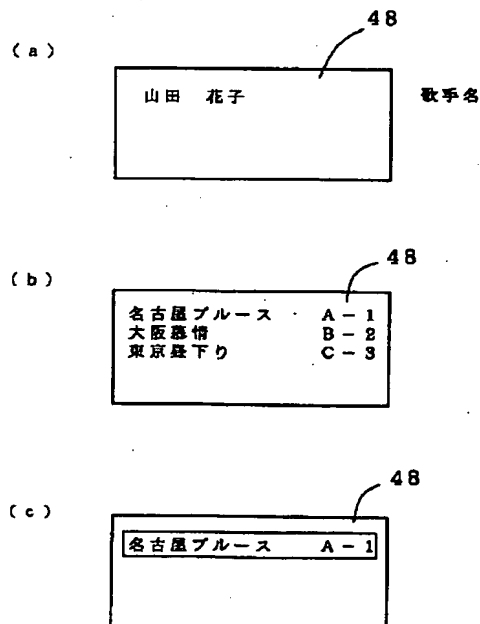 48
(a)
山田 花子 歌手名
48
(b)
名古屋ブルース A-1
大阪慕情 B-2
東京昼下り C-3
48
(c)
名古屋ブルース A-1